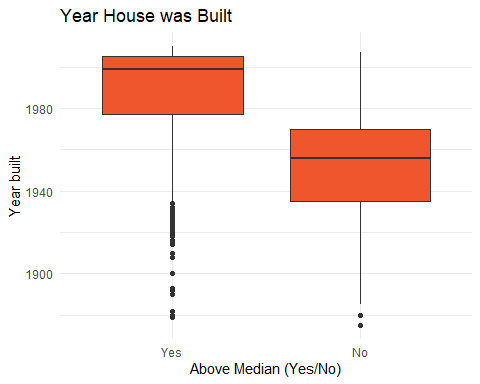 Year House was Built
Year built
1980
1940
1900
Yes
No
Above Median (Yes/No)